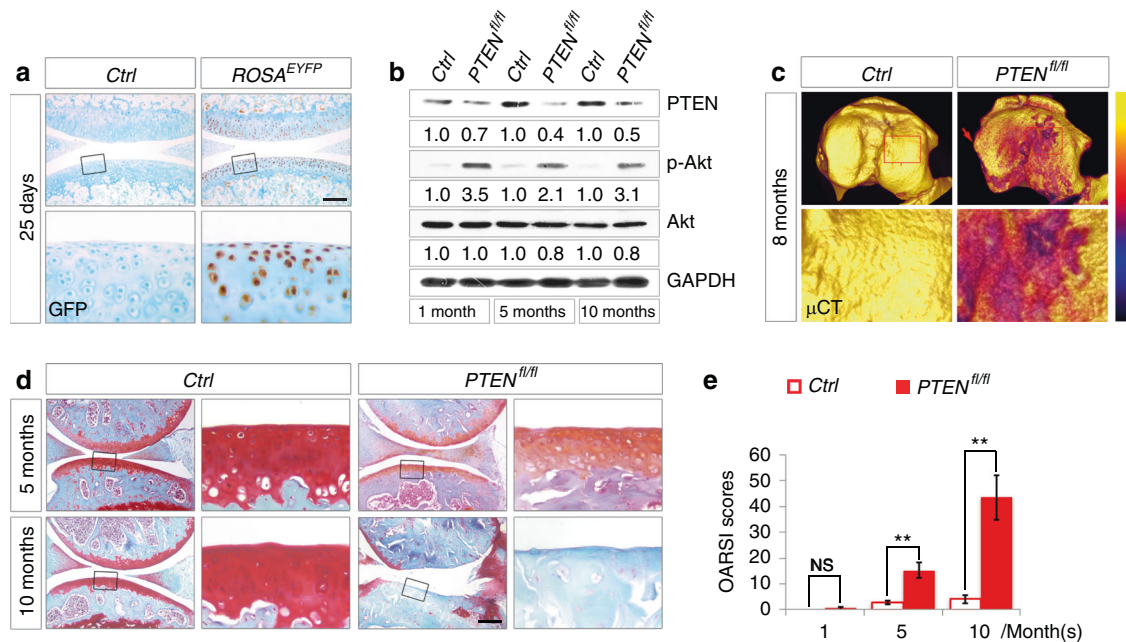 a
Ctrl
ROSA^EYFP
25 days
GFP
b
Ctrl PTEN^fl/fl Ctrl PTEN^fl/fl Ctrl PTEN^fl/fl
PTEN
1.0 0.7 1.0 0.4 1.0 0.5
p-Akt
1.0 3.5 1.0 2.1 1.0 3.1
Akt
1.0 1.0 1.0 0.8 1.0 0.8
GAPDH
1 month 5 months 10 months
c
Ctrl
PTEN^fl/fl
8 months
μCT
d
Ctrl
PTEN^fl/fl
5 months
10 months
e
Ctrl
PTEN^fl/fl
OARSI scores
60
50
40
30
20
10
0
NS
**
**
1 5 10 /Month(s)